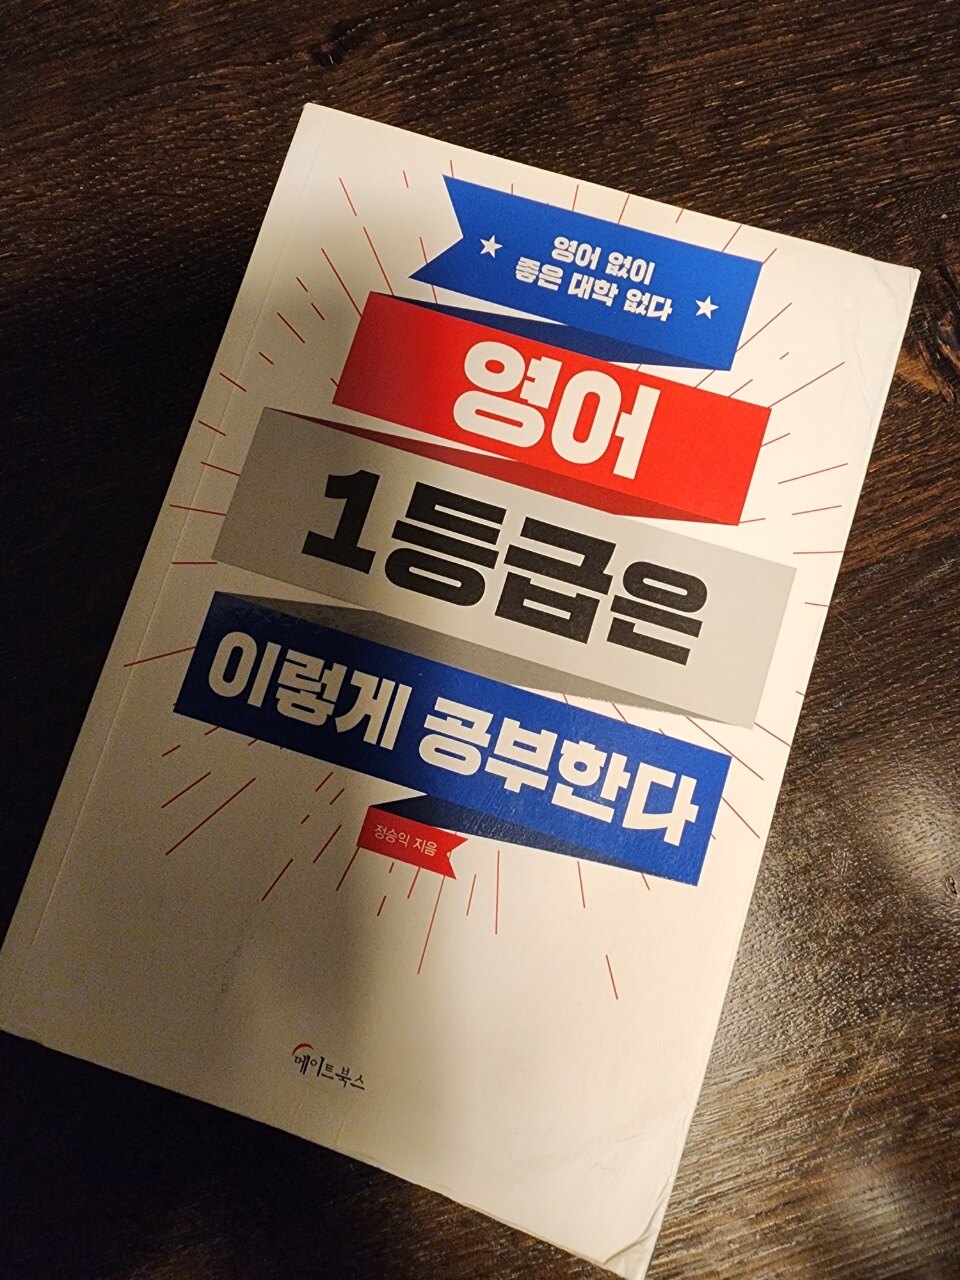 영어 없이
좋은 대학 없다
영어
1등급은
이렇게 공부한다
정승익 지음
메이트북스